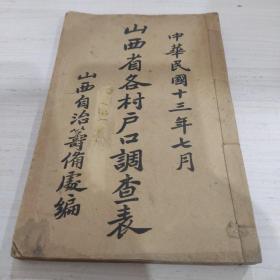 中華民國十三年七月
山西省各村戶口調查表
山西自治籌備處編